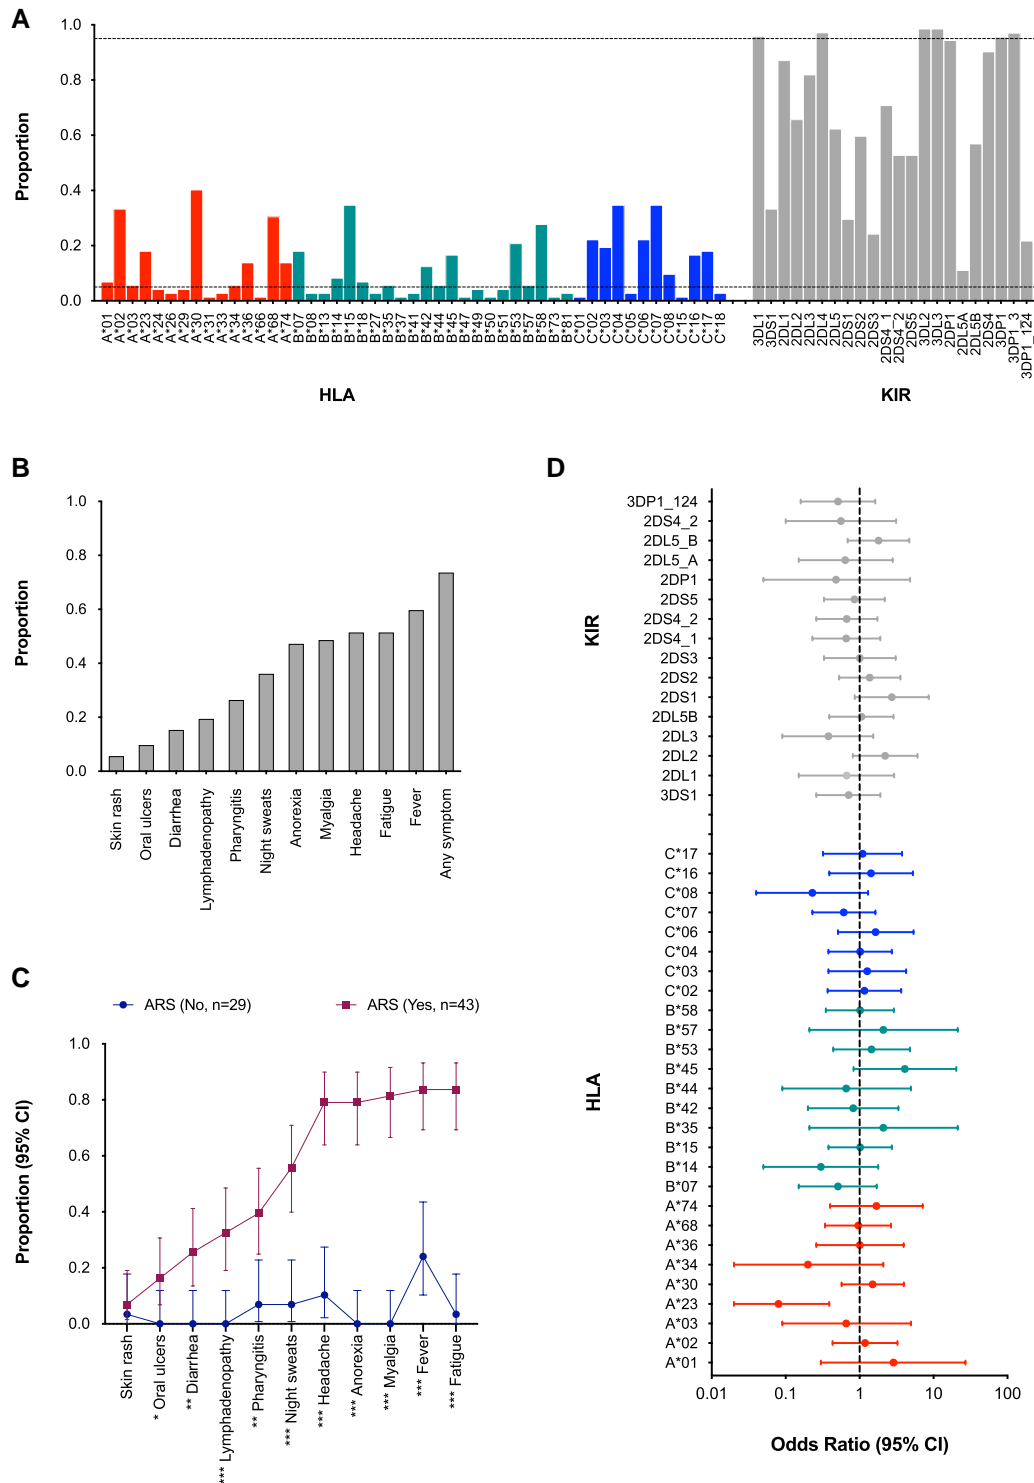 A
1.0
0.8
0.6
0.4
0.2
0.0
Proportion
A*01
A*02
A*03
A*23
A*24
A*26
A*29
A*30
A*31
A*33
A*34
A*36
A*66
A*68
A*74
B*07
B*08
B*13
B*14
B*15
B*18
B*27
B*35
B*37
B*41
B*42
B*44
B*45
B*47
B*49
B*50
B*51
B*53
B*57
B*58
B*73
B*81
C*01
C*02
C*03
C*04
C*05
C*06
C*07
C*08
C*15
C*16
C*17
C*18
3DL1
3DS1
2DL1
2DL2
2DL3
2DL4
2DL5
2DS1
2DS2
2DS3
2DS4_1
2DS4_2
2DS5
3DL2
3DL3
2DP1
2DL5A
2DL5B
2DS4
3DP1
3DP1_3
3DP1_124
HLA
KIR
B
1.0
0.8
0.6
0.4
0.2
0.0
Proportion
Skin rash
Oral ulcers
Diarrhea
Lymphadenopathy
Pharyngitis
Night sweats
Anorexia
Myalgia
Headache
Fatigue
Fever
Any symptom
C
ARS (No, n=29)
ARS (Yes, n=43)
1.0
0.8
0.6
0.4
0.2
0.0
Proportion (95% CI)
Skin rash
* Oral ulcers
** Diarrhea
*** Lymphadenopathy
** Pharyngitis
*** Night sweats
*** Headache
*** Anorexia
*** Myalgia
*** Fever
*** Fatigue
D
KIR
3DP1_124
2DS4_2
2DL5_B
2DL5_A
2DP1
2DS5
2DS4_2
2DS4_1
2DS3
2DS2
2DS1
2DL5B
2DL3
2DL2
2DL1
3DS1
HLA
C*17
C*16
C*08
C*07
C*06
C*04
C*03
C*02
B*58
B*57
B*53
B*45
B*44
B*42
B*35
B*15
B*14
B*07
A*74
A*68
A*36
A*34
A*30
A*23
A*03
A*02
A*01
0.01
0.1
1
10
100
Odds Ratio (95% CI)